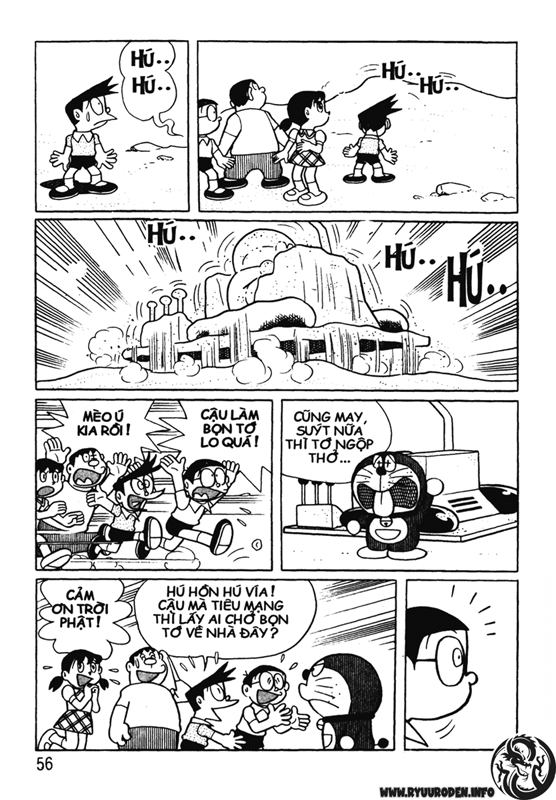 HÚ..
HÚ..
HÚ..
HÚ..
HÚ..
HÚ..
HÚ..
MÈO Ú
KIA RỒI!
CẬU LÀM
BỌN TỚ
LO QUÁ!
CŨNG MAY,
SUÝT NỮA
THÌ TỚ NGỘP
THỞ...
CẢM
ƠN TRỜI
PHẬT!
HÚ HỒN HÚ VÍA!
CẬU MÀ TIÊU MẠNG
THÌ LẤY AI CHỞ BỌN
TỚ VỀ NHÀ ĐÂY?
56
WWW.RYUURODEN.INFO